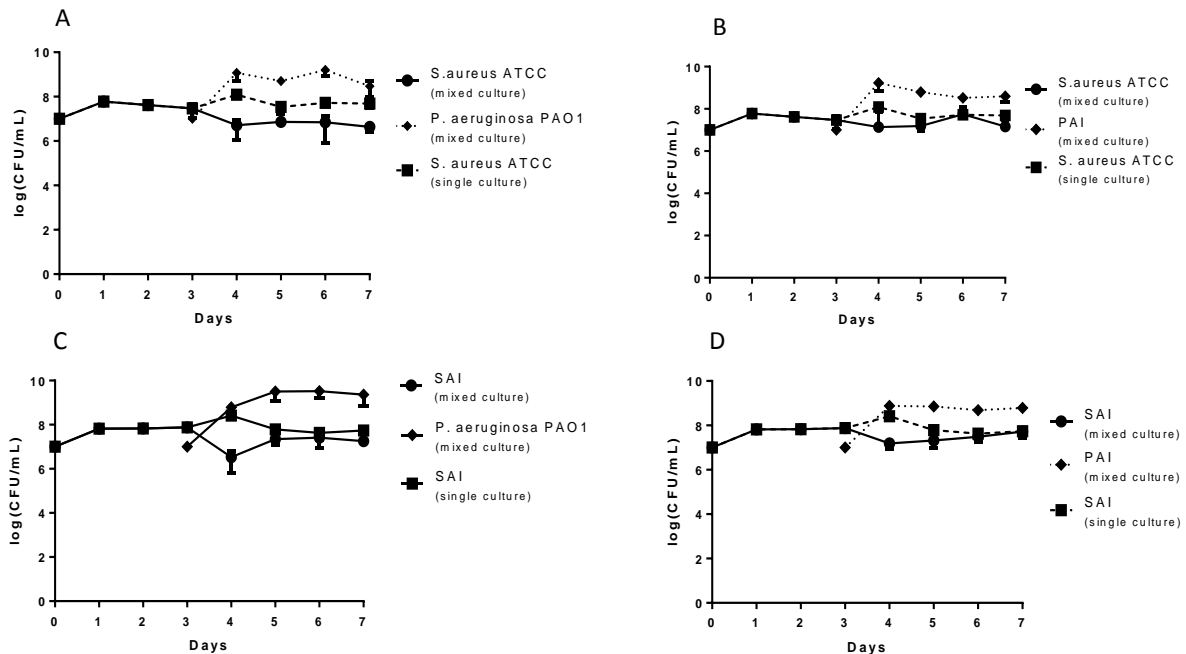 A
log(CFU/mL)
10
8
6
4
2
0
0 1 2 3 4 5 6 7
Days
S.aureus ATCC
(mixed culture)
P. aeruginosa PAO1
(mixed culture)
S. aureus ATCC
(single culture)
B
log(CFU/mL)
10
8
6
4
2
0
0 1 2 3 4 5 6 7
Days
S.aureus ATCC
(mixed culture)
PAI
(mixed culture)
S. aureus ATCC
(single culture)
C
log(CFU/mL)
10
8
6
4
2
0
0 1 2 3 4 5 6 7
Days
SAI
(mixed culture)
P. aeruginosa PAO1
(mixed culture)
SAI
(single culture)
D
log(CFU/mL)
10
8
6
4
2
0
0 1 2 3 4 5 6 7
Days
SAI
(mixed culture)
PAI
(mixed culture)
SAI
(single culture)